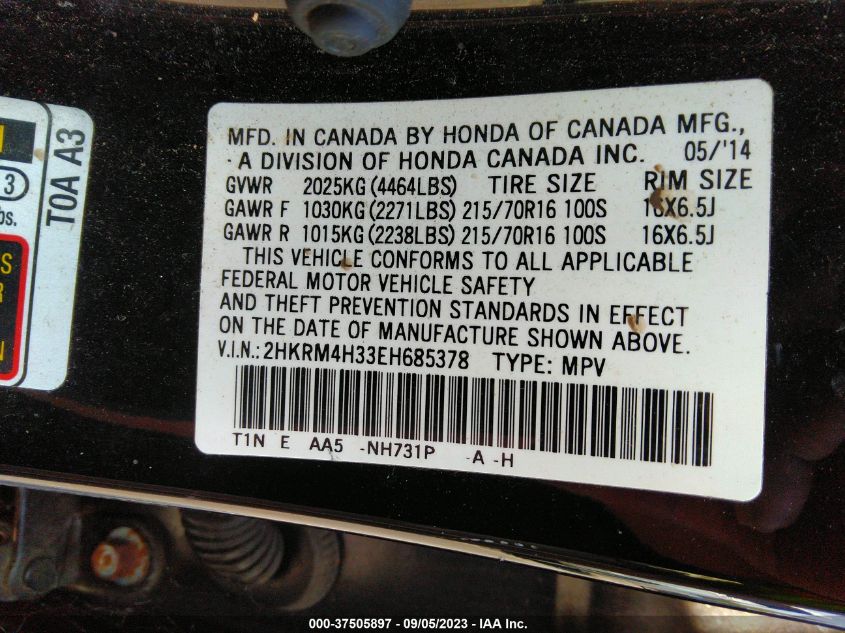 MFD. IN CANADA BY HONDA OF CANADA MFG.,
A DIVISION OF HONDA CANADA INC. 05/'14
GVWR 2025KG (4464LBS) TIRE SIZE RIM SIZE
GAWR F 1030KG (2271LBS) 215/70R16 100S 16X6.5J
GAWR R 1015KG (2238LBS) 215/70R16 100S 16X6.5J
THIS VEHICLE CONFORMS TO ALL APPLICABLE
FEDERAL MOTOR VEHICLE SAFETY
AND THEFT PREVENTION STANDARDS IN EFFECT
ON THE DATE OF MANUFACTURE SHOWN ABOVE.
V.I.N.: 2HKRM4H33EH685378 TYPE: MPV
T1N E AA5 -NH731P -A -H
T0A A3
3
000-37505897 - 09/05/2023 - IAA Inc.